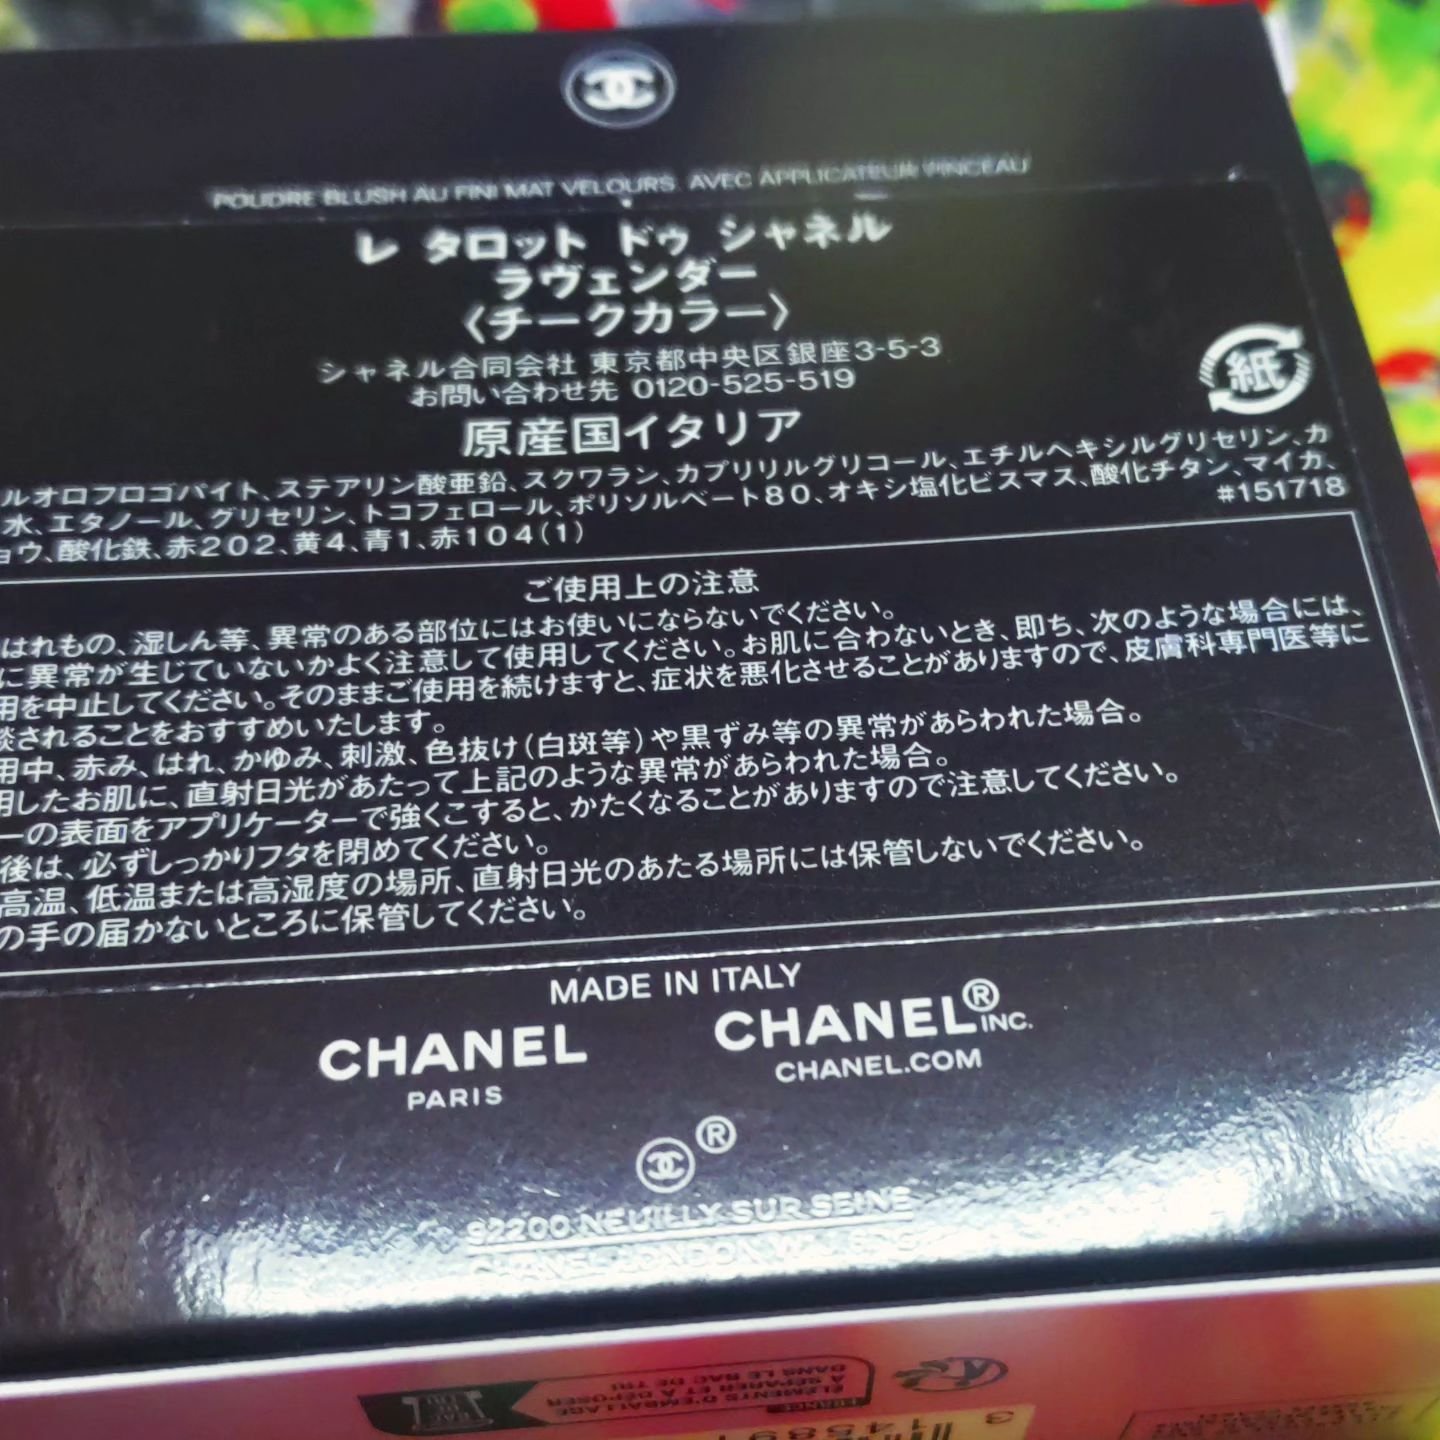 POUDRE BLUSH AU FINI MAT VELOURS. AVEC APPLICATEUR PINCEAU
レ タロット ドゥ シャネル
ラヴェンダー
〈チークカラー〉
シャネル合同会社 東京都中央区銀座3-5-3
お問い合わせ先 0120-525-519
原産国イタリア
紙
ルオロフロゴパイト、ステアリン酸亜鉛、スクワラン、カプリリルグリコール、エチルヘキシルグリセリン、カ
水、エタノール、グリセリン、トコフェロール、ポリソルベート80、オキシ塩化ビスマス、酸化チタン、マイカ、
ョウ、酸化鉄、赤202、黄4、青1、赤104(1)
#151718
ご使用上の注意
はれもの、湿しん等、異常のある部位にはお使いにならないでください。
に異常が生じていないかよく注意して使用してください。お肌に合わないとき、即ち、次のような場合には、
用を中止してください。そのままご使用を続けますと、症状を悪化させることがありますので、皮膚科専門医等に
談されることをおすすめいたします。
用中、赤み、はれ、かゆみ、刺激、色抜け(白斑等)や黒ずみ等の異常があらわれた場合。
用したお肌に、直射日光があたって上記のような異常があらわれた場合。
ーの表面をアプリケーターで強くこすると、かたくなることがありますので注意してください。
後は、必ずしっかりフタを閉めてください。
高温、低温または高湿度の場所、直射日光のあたる場所には保管しないでください。
の手の届かないところに保管してください。
MADE IN ITALY
CHANEL
PARIS
CHANEL® INC.
CHANEL.COM
®
92200 NEUILLY SUR SEINE
CHANEL LONDON
FRANCE
ÉLÉMENTS D'EMBALLAGE
À SÉPARER ET À DÉPOSER
DANS LE BAC DE TRI
3 145891